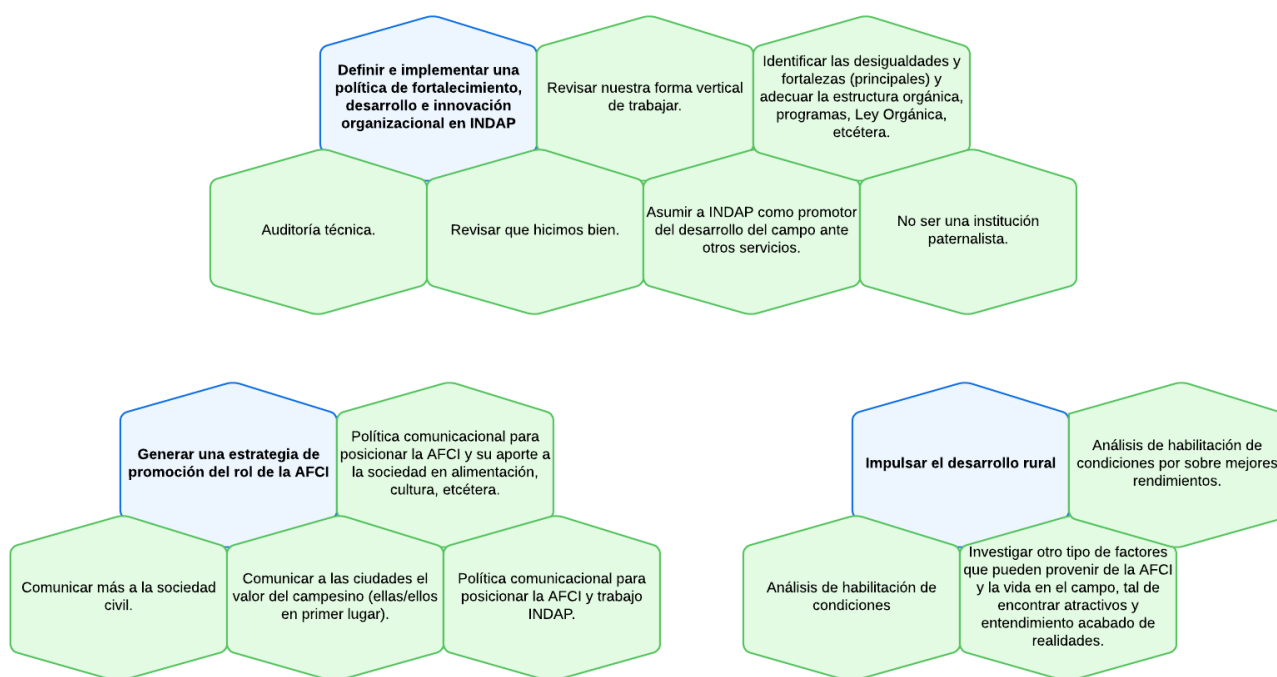 Definir e implementar una
política de fortalecimiento,
desarrollo e innovación
organizacional en INDAP
Revisar nuestra forma vertical
de trabajar.
Identificar las desigualdades y
fortalezas (principales) y
adecuar la estructura orgánica,
programas, Ley Orgánica,
etcétera.
Auditoría técnica.
Revisar que hicimos bien.
Asumir a INDAP como promotor
del desarrollo del campo ante
otros servicios.
No ser una institución
paternalista.
Generar una estrategia de
promoción del rol de la AFCI
Política comunicacional para
posicionar la AFCI y su aporte a
la sociedad en alimentación,
cultura, etcétera.
Comunicar más a la sociedad
civil.
Comunicar a las ciudades el
valor del campesino (ellas/ellos
en primer lugar).
Política comunicacional para
posicionar la AFCI y trabajo
INDAP.
Impulsar el desarrollo rural
Análisis de habilitación de
condiciones por sobre mejores
rendimientos.
Análisis de habilitación de
condiciones
Investigar otro tipo de factores
que pueden provenir de la AFCI
y la vida en el campo, tal de
encontrar atractivos y
entendimiento acabado de
realidades.